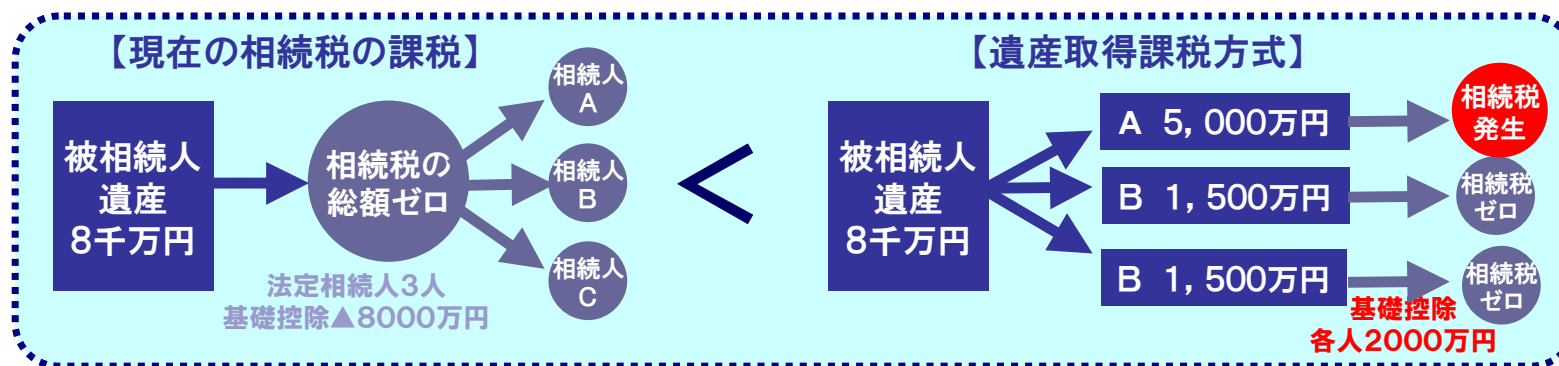 【現在の相続税の課税】
被相続人
遺産
8千万円
相続税の
総額ゼロ
法定相続人3人
基礎控除▲8000万円
相続人
A
相続人
B
相続人
C
<
【遺産取得課税方式】
被相続人
遺産
8千万円
A 5,000万円
相続税
発生
B 1,500万円
相続税
ゼロ
B 1,500万円
相続税
ゼロ
基礎控除
各人2000万円